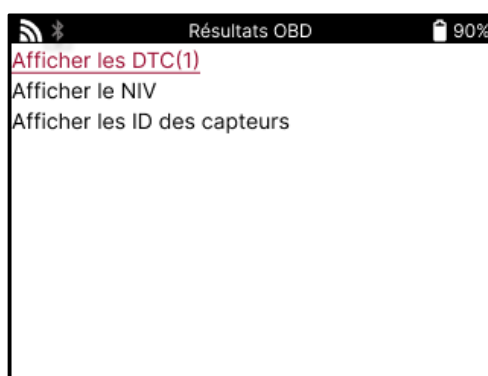 Résultats OBD 90%
Afficher les DTC(1)
Afficher le NIV
Afficher les ID des capteurs